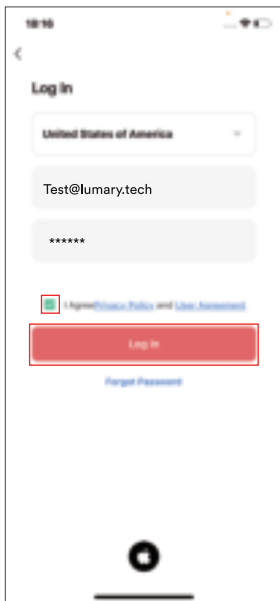 18:16
Log In
United States of America
Test@lumary.tech
******
I Agree Privacy Policy and User Agreement
Log In
Forgot Password